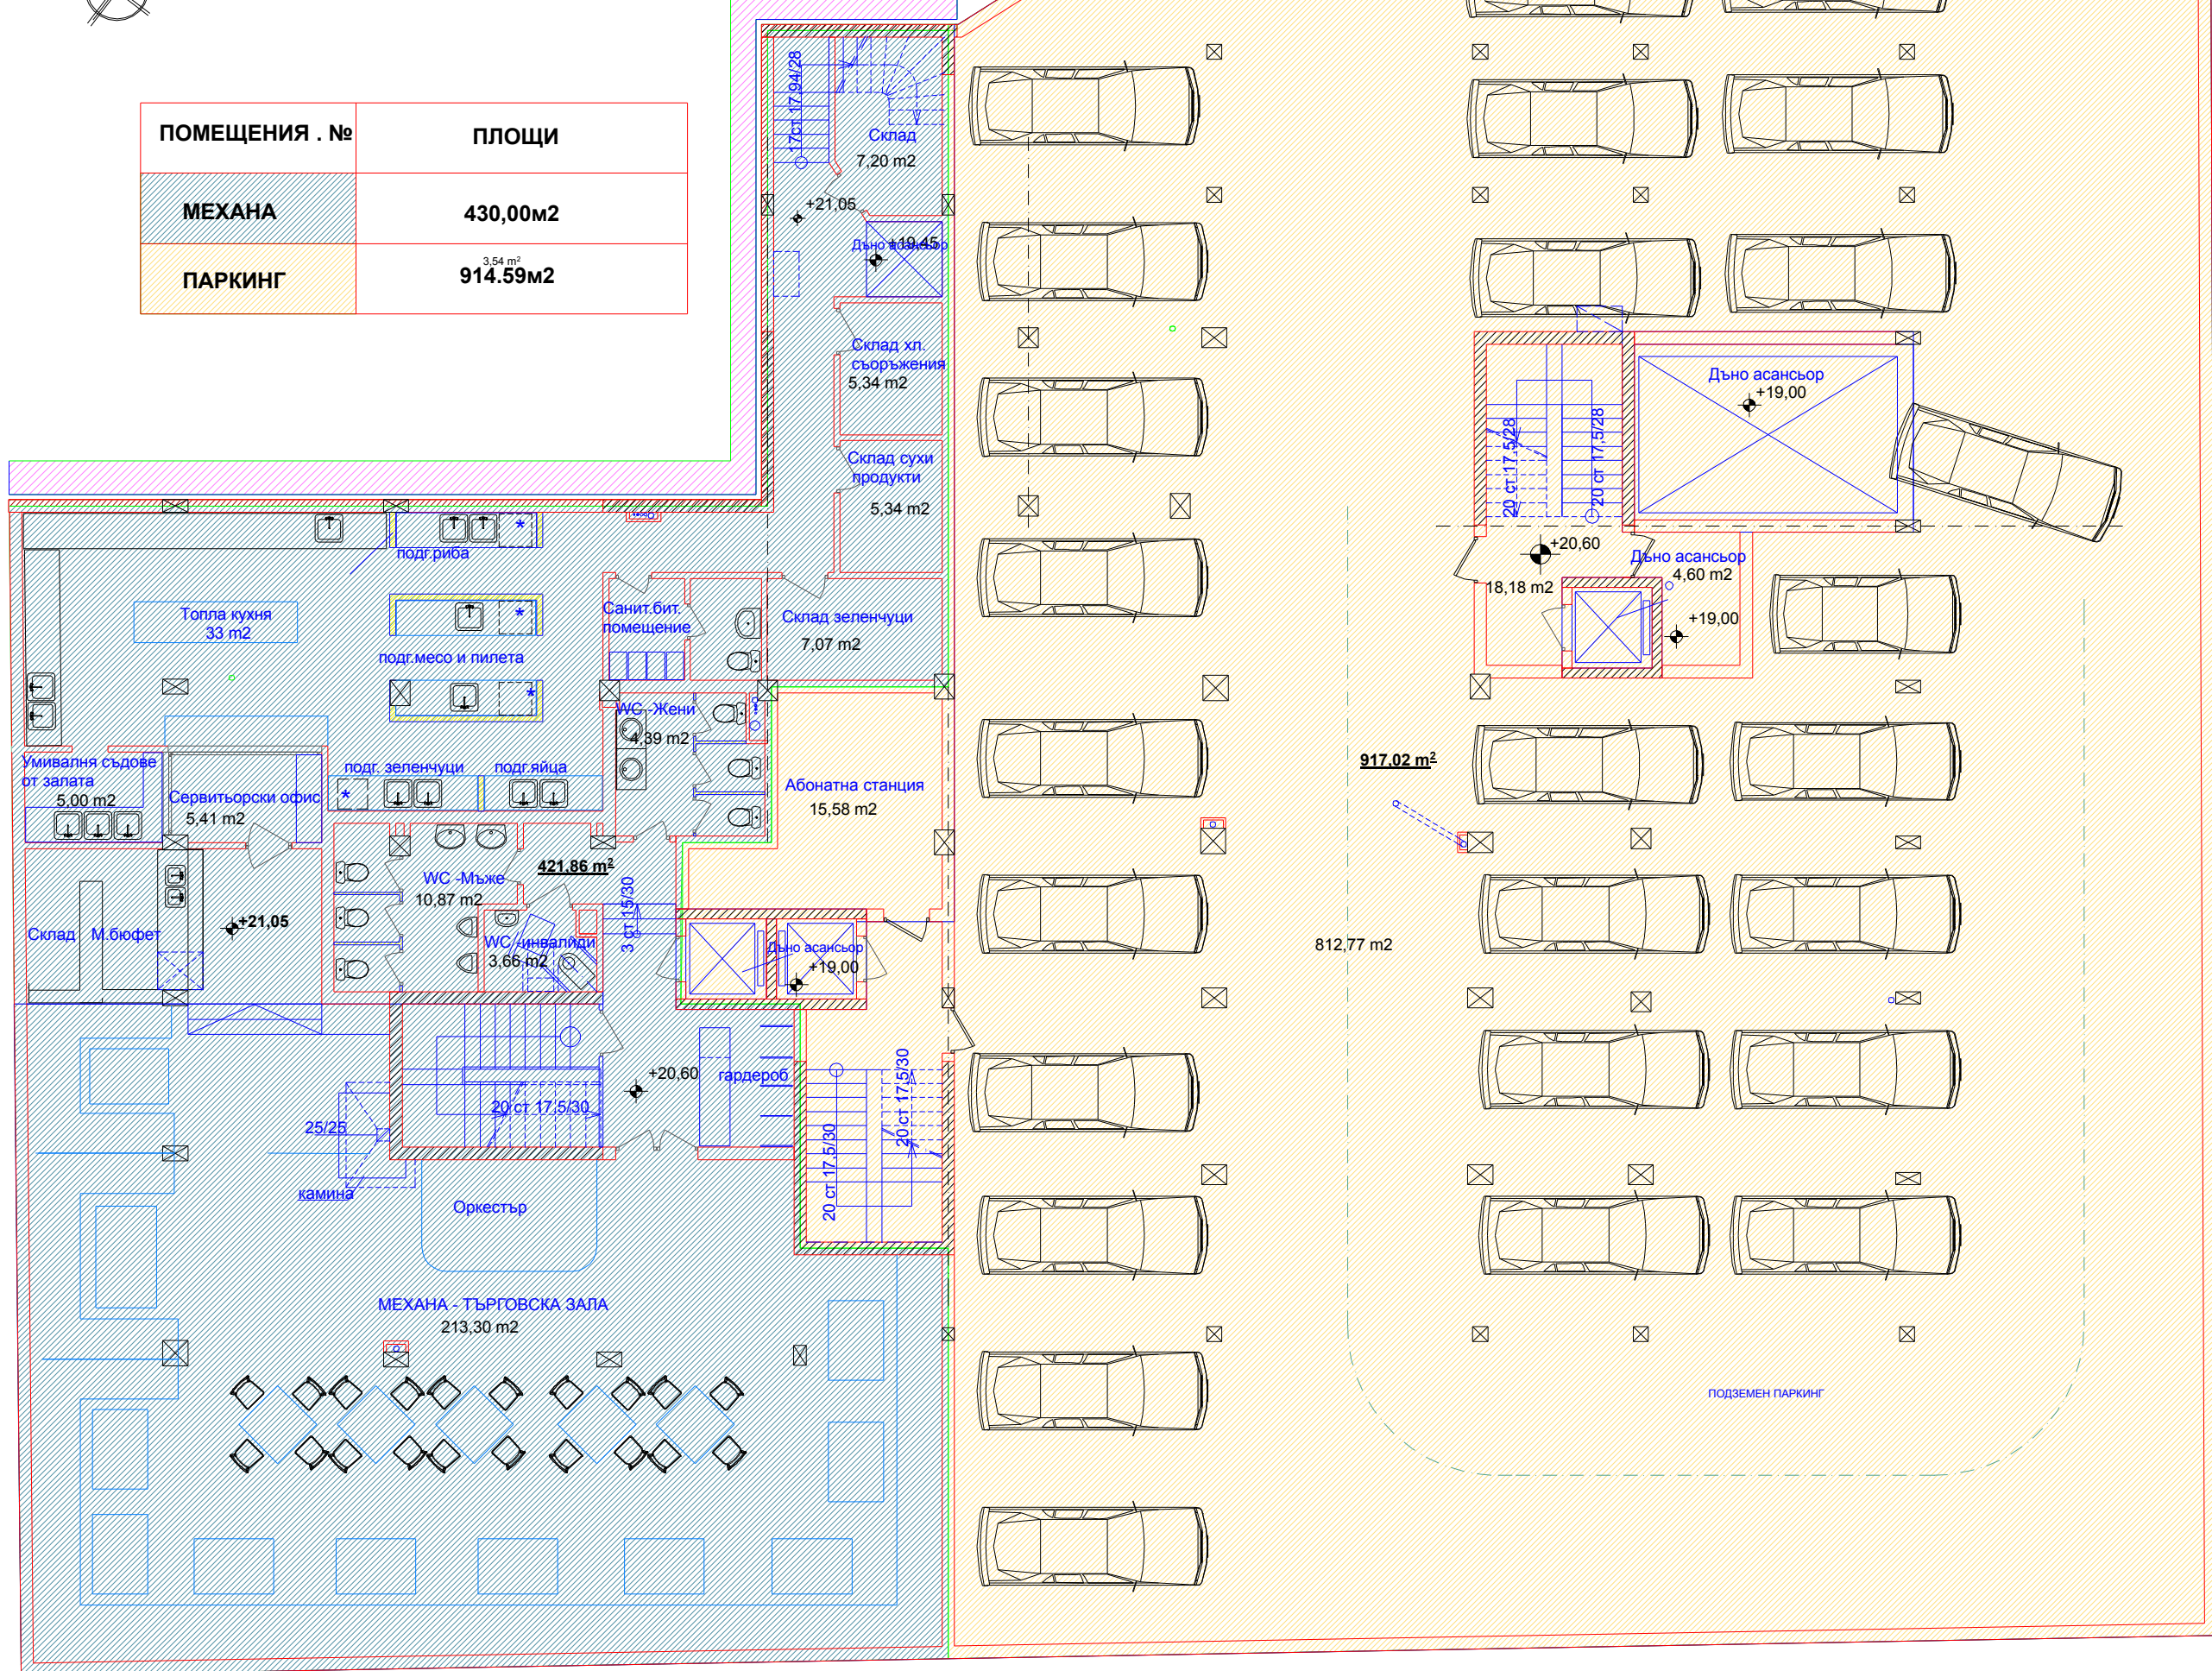 ПОМЕЩЕНИЯ . №
ПЛОЩИ
МЕХАНА
430,00м2
ПАРКИНГ
3,54 m²
914.59м2
17ст 17.94/28
Склад
7,20 m2
+21,05
Дъно асансьор
+19,45
Склад хл.
съоръжения
5,34 m2
Склад сухи
продукти
5,34 m2
Дъно асансьор
+19,00
20 ст 17,5/28
20 ст 17,5/28
+20,60
18,18 m2
Дъно асансьор
4,60 m2
+19,00
подг.риба
Топла кухня
33 m2
подг.месо и пилета
Санит.бит.
помещение
Склад зеленчуци
7,07 m2
WC -Жени
4,39 m2
Умивалня съдове
от залата
5,00 m2
Сервитьорски офис
5,41 m2
подг. зеленчуци
подг.яйца
Абонатна станция
15,58 m2
917,02 m²
421.86 m²
WC -Мъже
10,87 m2
3 ст 15/30
Склад
М.бюфет
+21,05
WC -инвалиди
3,66 m2
Дъно асансьор
+19,00
812,77 m2
+20,60
гардероб
20 ст 17.5/30
20 ст 17,5/30
20 ст 17,5/30
25/25
камина
Оркестър
МЕХАНА - ТЪРГОВСКА ЗАЛА
213,30 m2
ПОДЗЕМЕН ПАРКИНГ